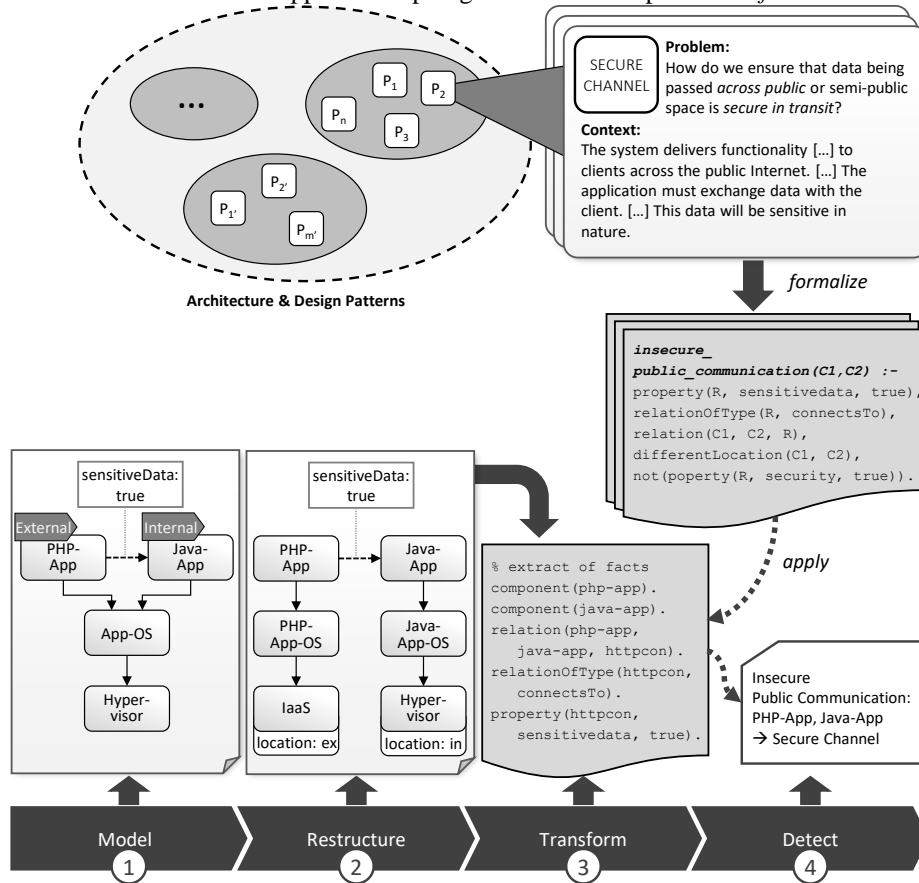 SECURE
CHANNEL
Problem:
How do we ensure that data being
passed across public or semi-public
space is secure in transit?
Context:
The system delivers functionality […] to
clients across the public Internet. […] The
application must exchange data with the
client. […] This data will be sensitive in
nature.
...
P1
P2
Pn
P3
P2'
P1'
Pm'
Architecture & Design Patterns
formalize
insecure_
public_communication(C1,C2) :-
property(R, sensitivedata, true),
relationOfType(R, connectsTo),
relation(C1, C2, R),
differentLocation(C1, C2),
not(poperty(R, security, true)).
apply
sensitiveData:
true
External
Internal
PHP-
App
Java-
App
App-OS
Hyper-
visor
sensitiveData:
true
PHP-
App
Java-
App
PHP-
App-OS
Java-
App-OS
IaaS
Hyper-
visor
location: ex
location: in
% extract of facts
component(php-app).
component(java-app).
relation(php-app,
java-app, httpcon).
relationOfType(httpcon,
connectsTo).
property(httpcon,
sensitivedata, true).
Insecure
Public Communication:
PHP-App, Java-App
→ Secure Channel
Model
1
Restructure
2
Transform
3
Detect
4